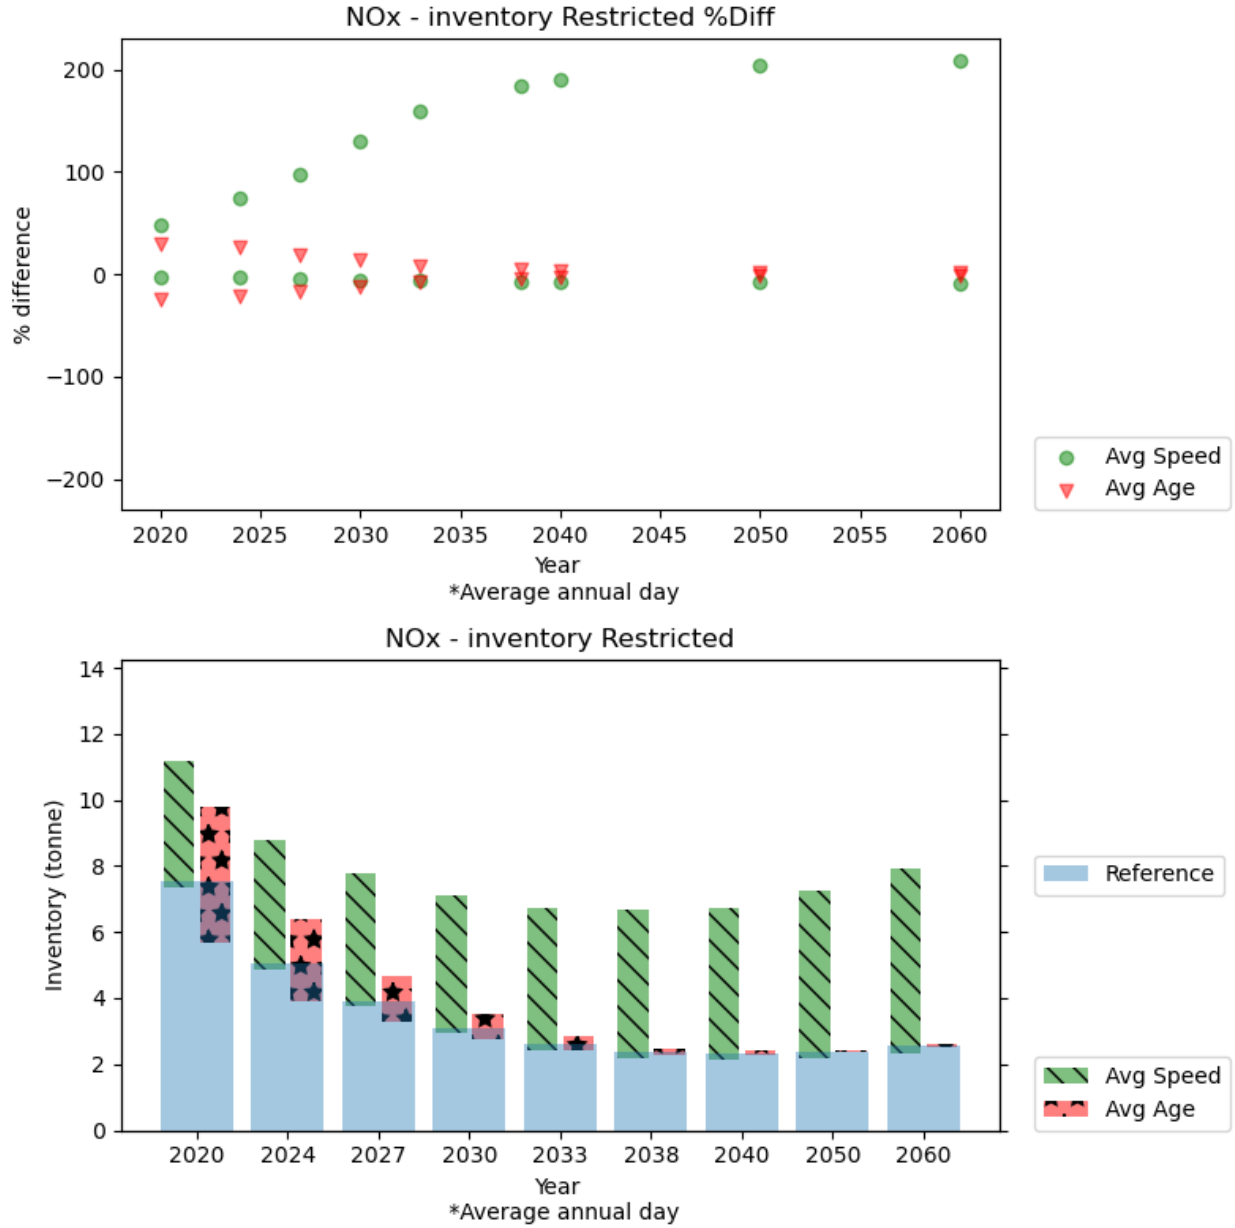 NOx - inventory Restricted %Diff
200
100
0
−100
−200
% difference
2020 2025 2030 2035 2040 2045 2050 2055 2060
Year
*Average annual day
Avg Speed
Avg Age
NOx - inventory Restricted
14
12
10
8
6
4
2
0
Inventory (tonne)
2020 2024 2027 2030 2033 2038 2040 2050 2060
Year
*Average annual day
Reference
Avg Speed
Avg Age